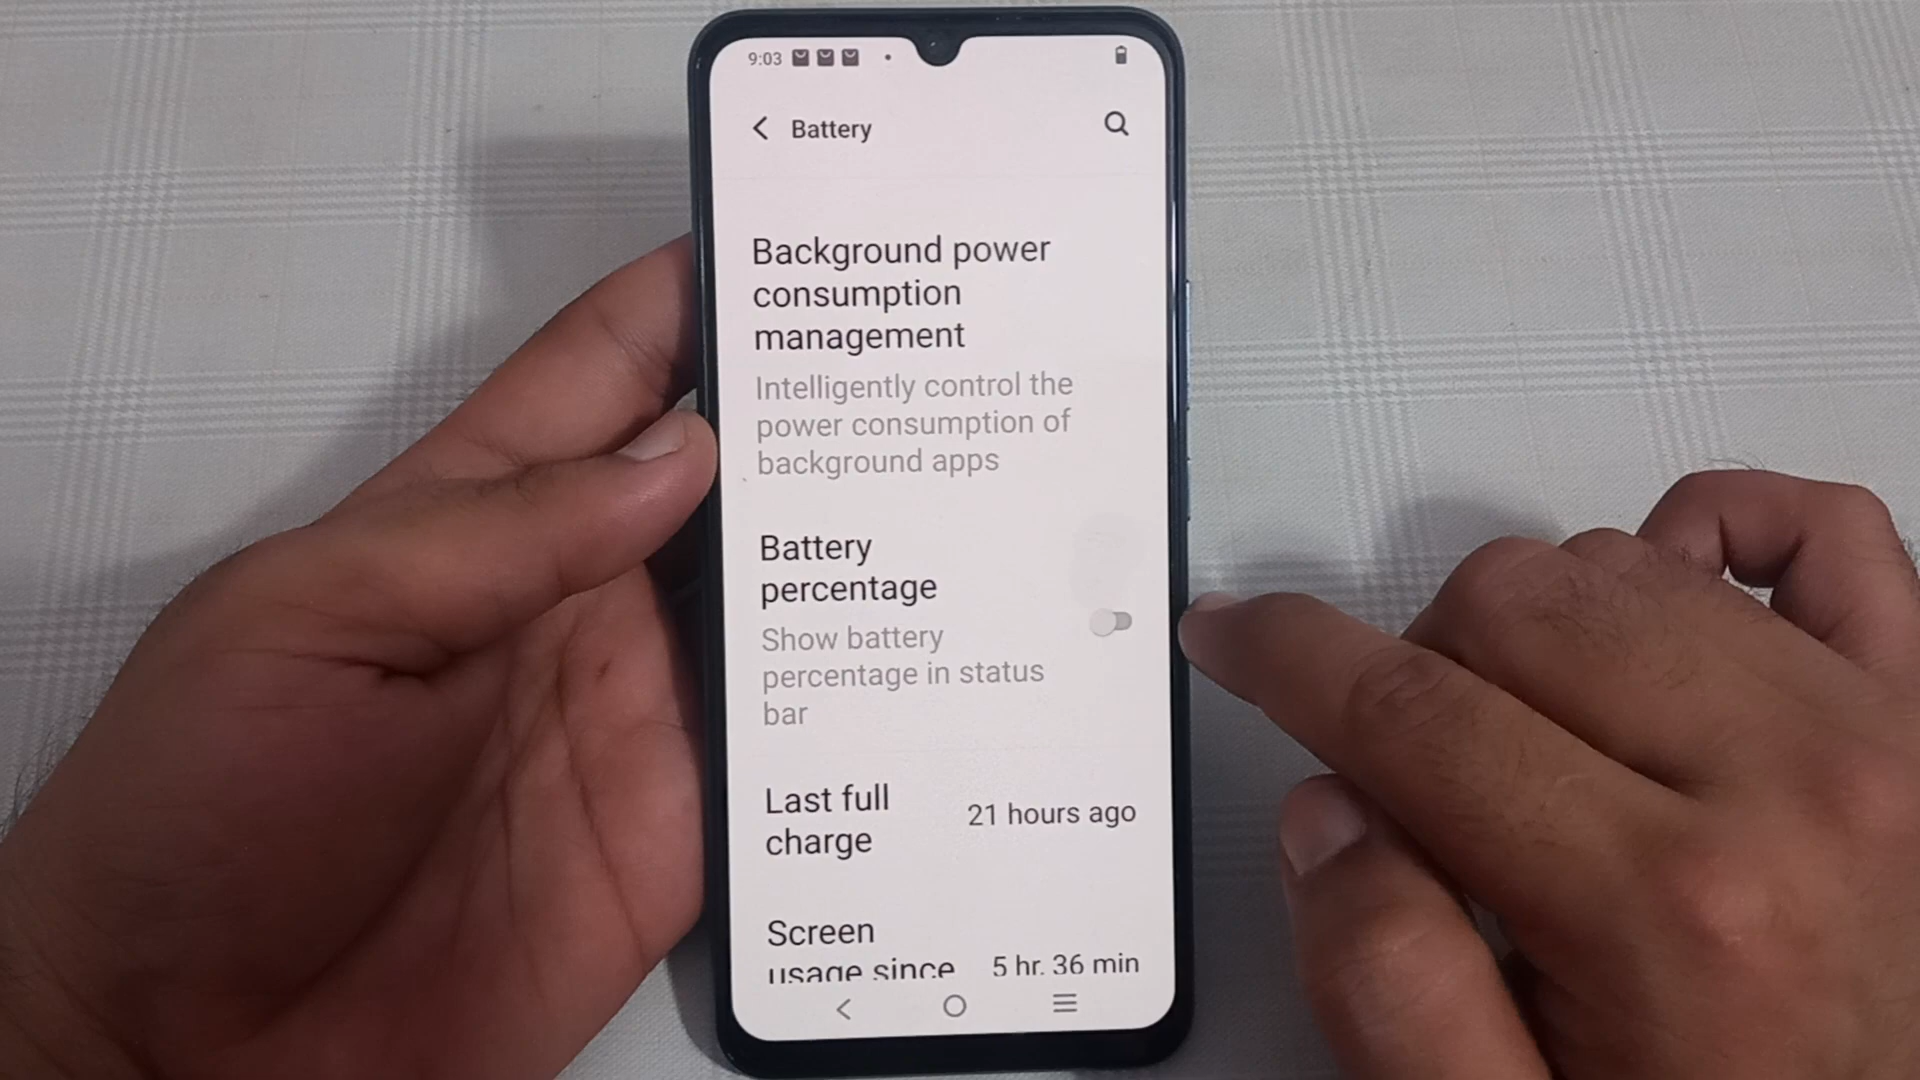 9:03
Battery
Background power
consumption
management
Intelligently control the
power consumption of
background apps
Battery
percentage
Show battery
percentage in status
bar
Last full
charge
21 hours ago
Screen
usage since
5 hr. 36 min